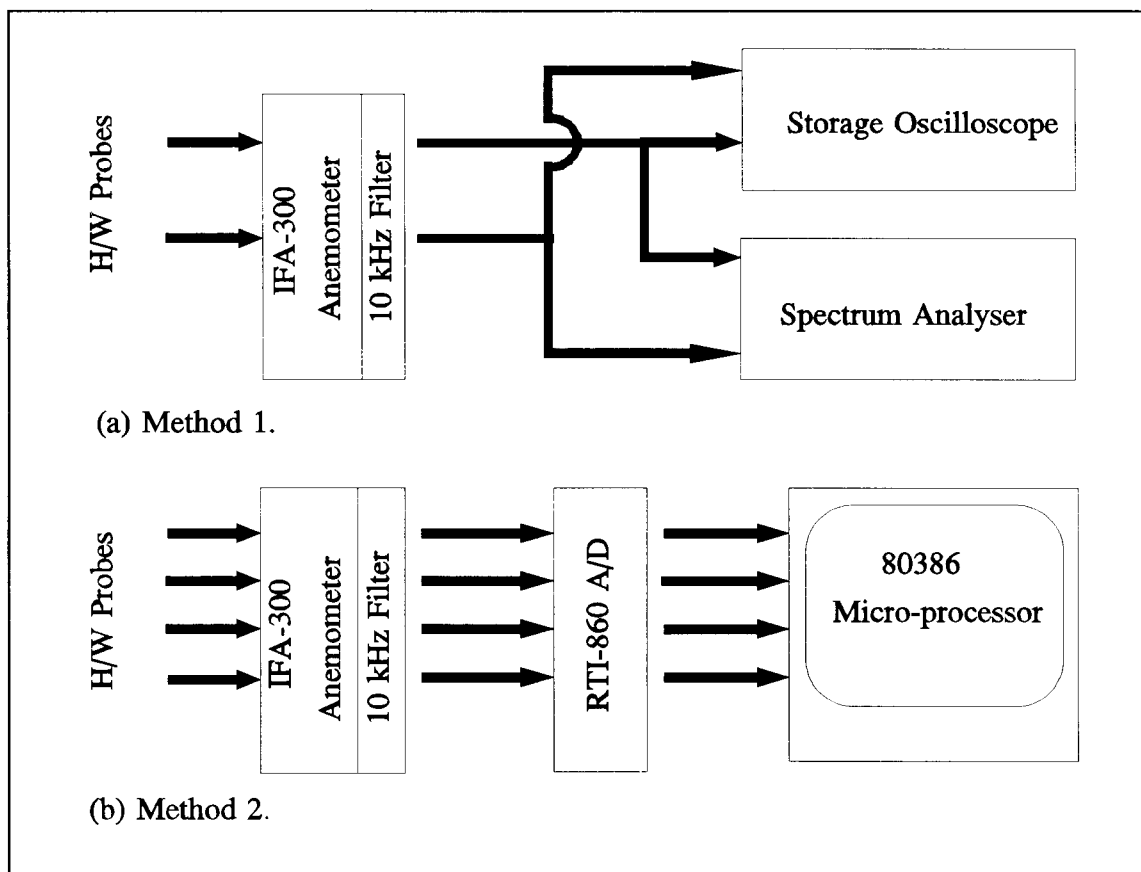 H/W Probes
IFA-300
Anemometer
10 kHz Filter
Storage Oscilloscope
Spectrum Analyser
(a) Method 1.
H/W Probes
IFA-300
Anemometer
10 kHz Filter
RTI-860 A/D
80386
Micro-processor
(b) Method 2.